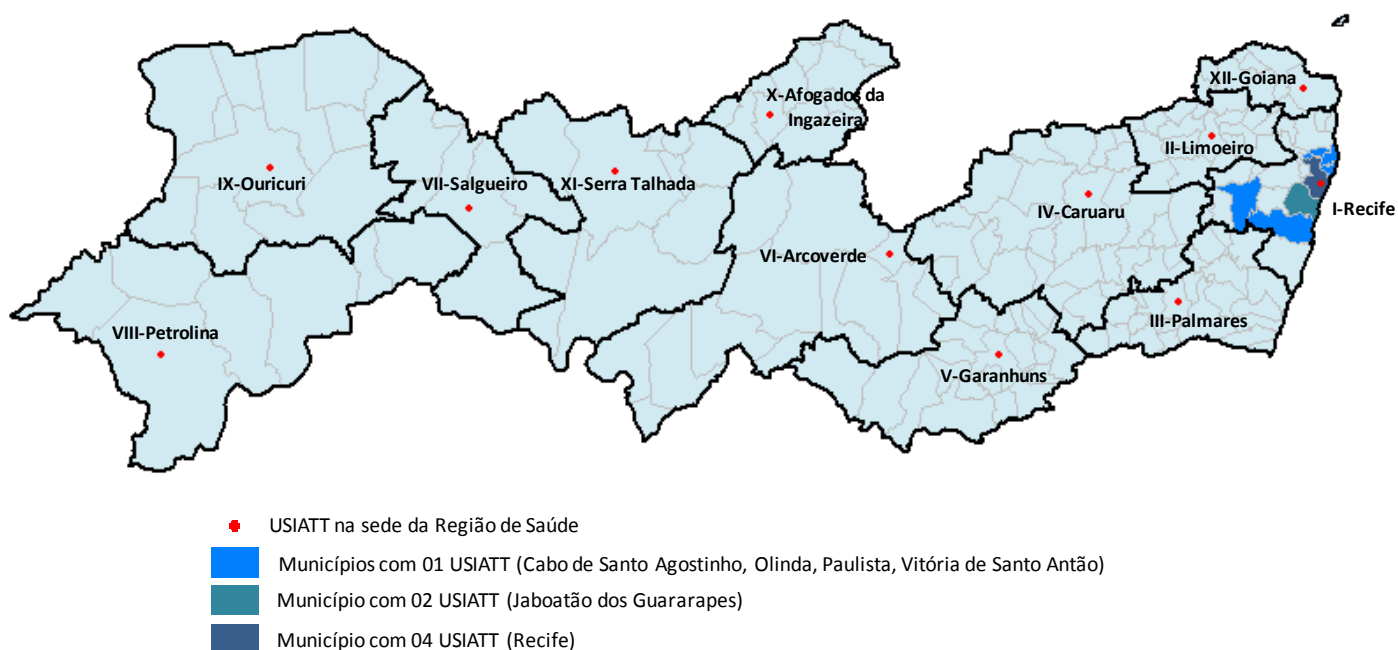 XII-Goiana
X-Afogados da
Ingazeira
II-Limoeiro
IX-Ouricuri
VII-Salgueiro
XI-Serra Talhada
IV-Caruaru
I-Recife
VI-Arcoverde
VIII-Petrolina
III-Palmares
V-Garanhuns
USIATT na sede da Região de Saúde
Municípios com 01 USIATT (Cabo de Santo Agostinho, Olinda, Paulista, Vitória de Santo Antão)
Município com 02 USIATT (Jaboatão dos Guararapes)
Município com 04 USIATT (Recife)